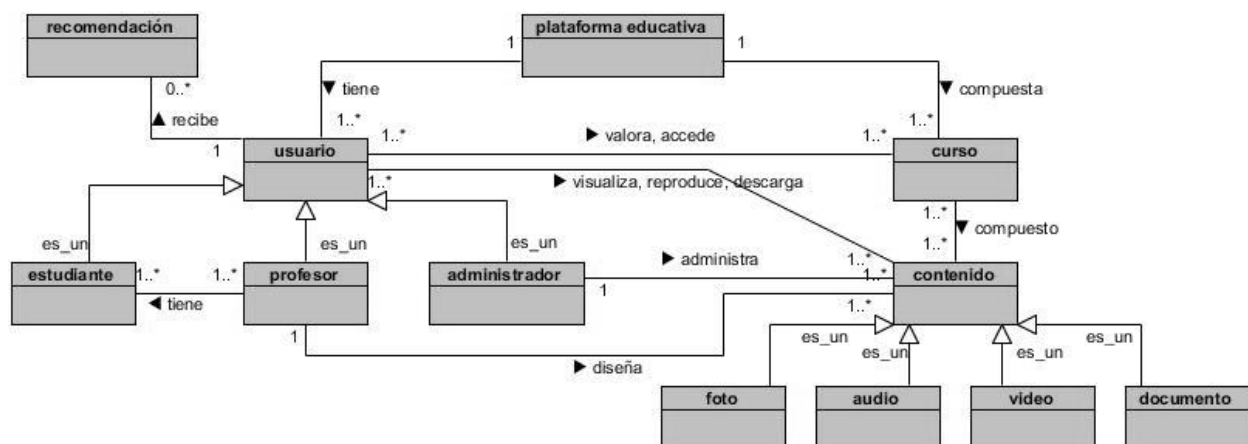 recomendación
plataforma educativa
1
1
0..*
▼ tiene
▼ compuesta
▲ recibe
1..*
1..*
1..*
1..*
▶ valora, accede
1
usuario
curso
1..*
▶ visualiza, reproduce, descarga
1..*
▼ compuesto
1..*
es_un
es_un
es_un
▶ administra
1..*
estudiante
1..*
1..*
profesor
administrador
1
1..*
contenido
◀ tiene
1..*
1
▶ diseña
es_un
es_un
es_un
es_un
foto
audio
video
documento